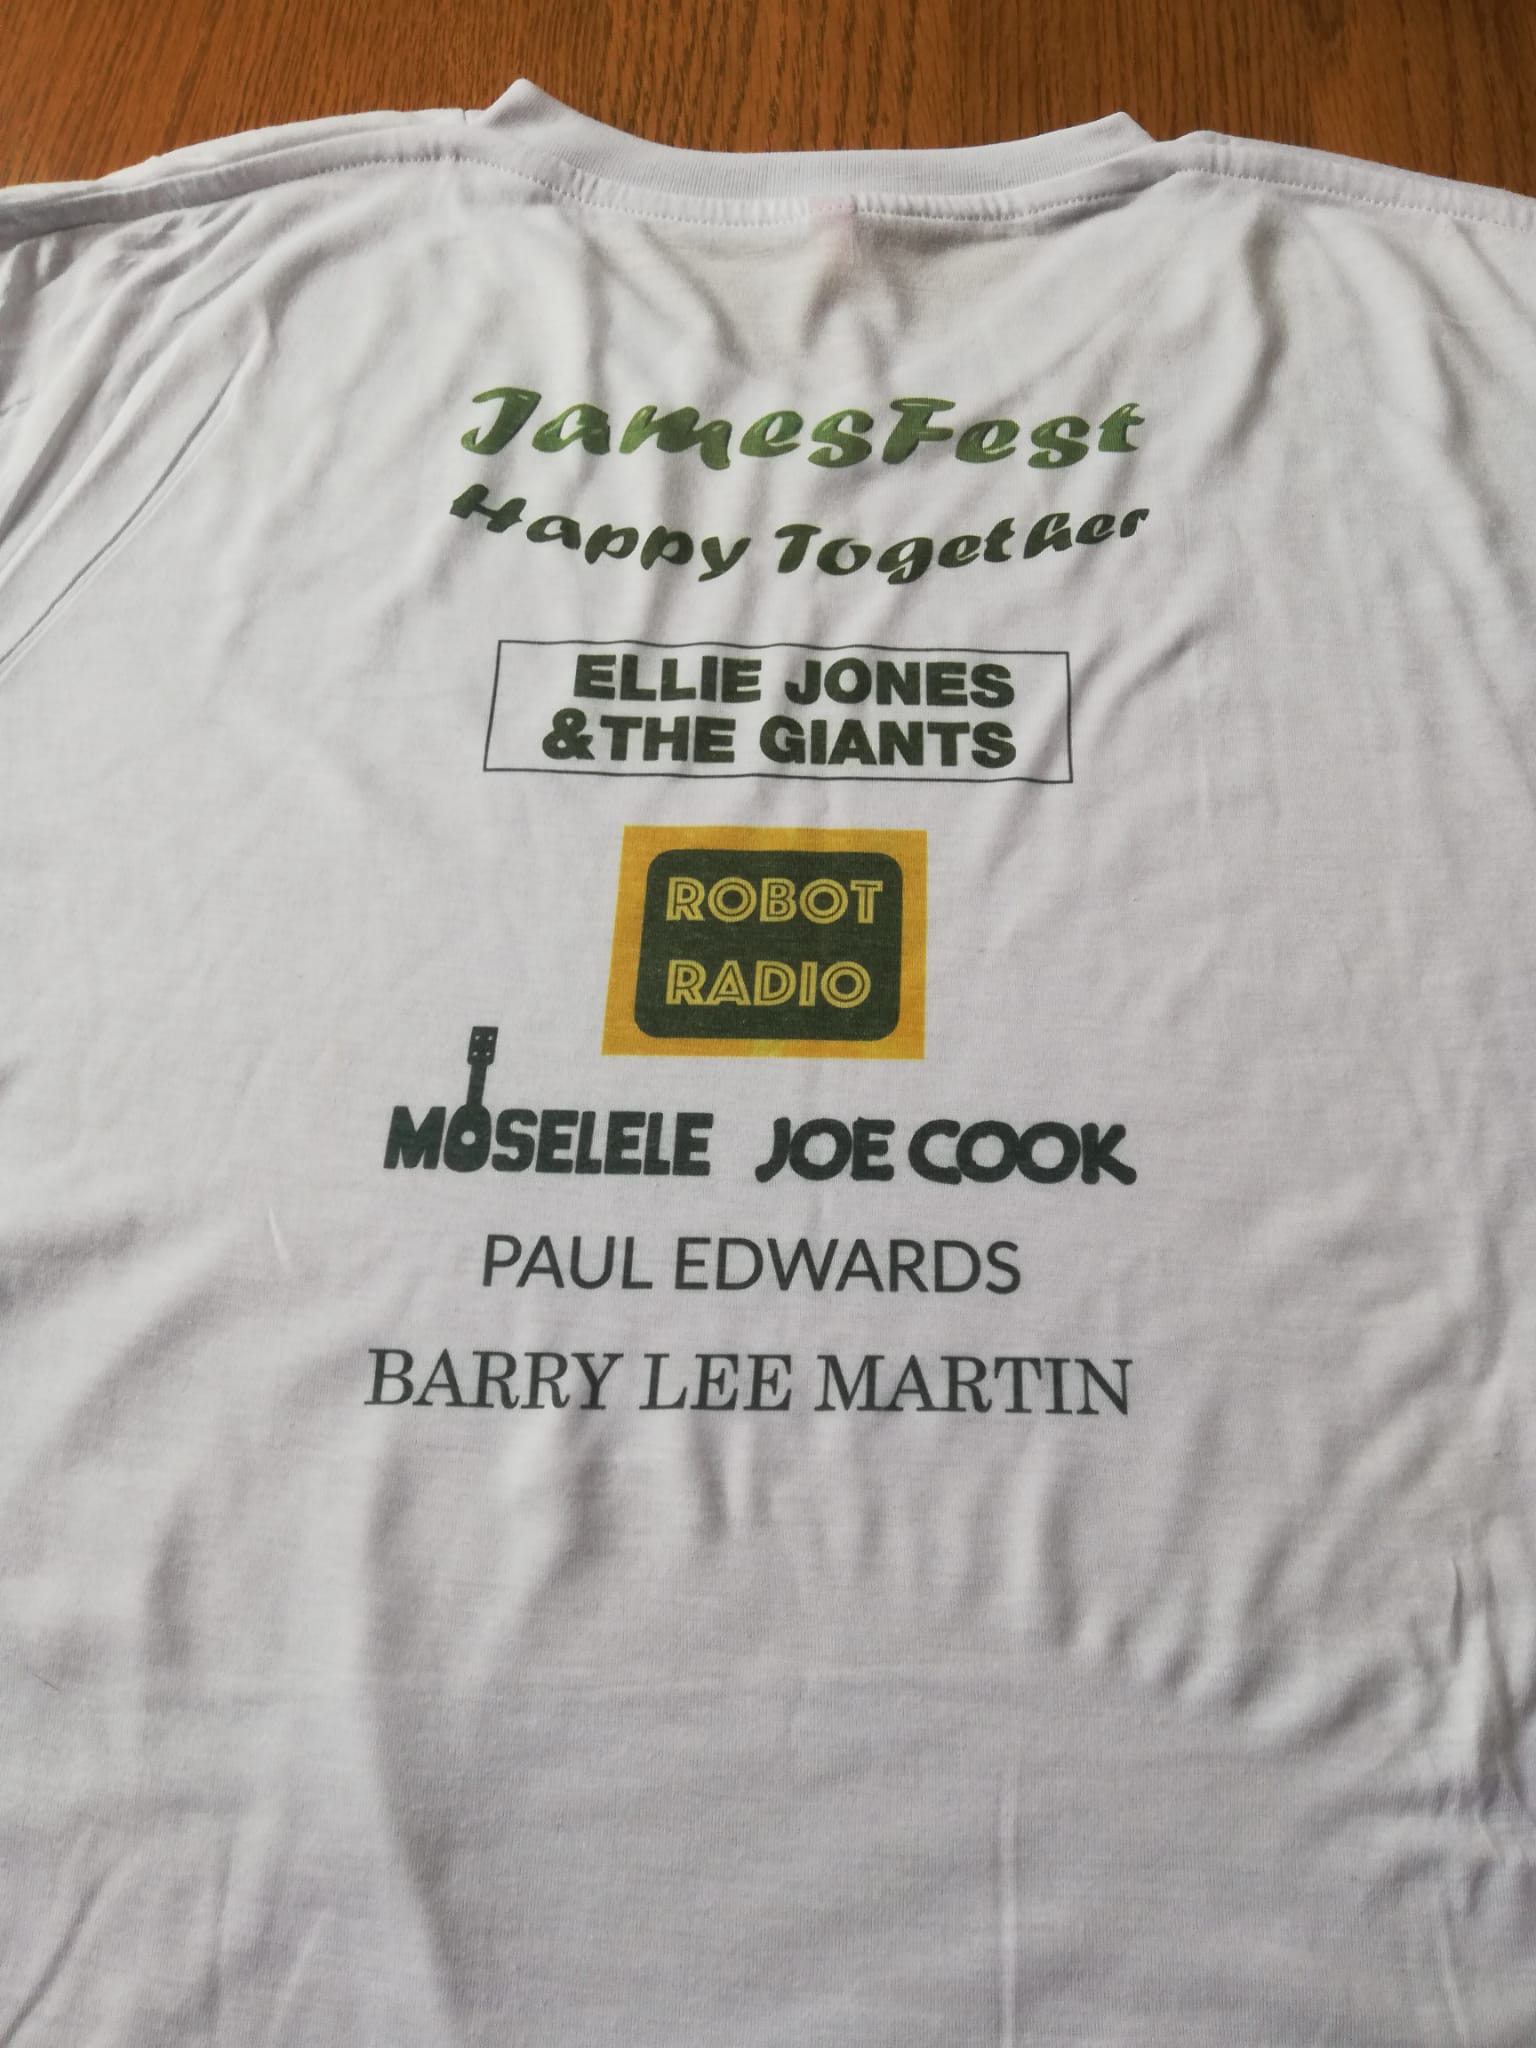 JamesFest
Happy Together
ELLIE JONES
&THE GIANTS
ROBOT
RADIO
MOSELELE JOE COOK
PAUL EDWARDS
BARRY LEE MARTIN